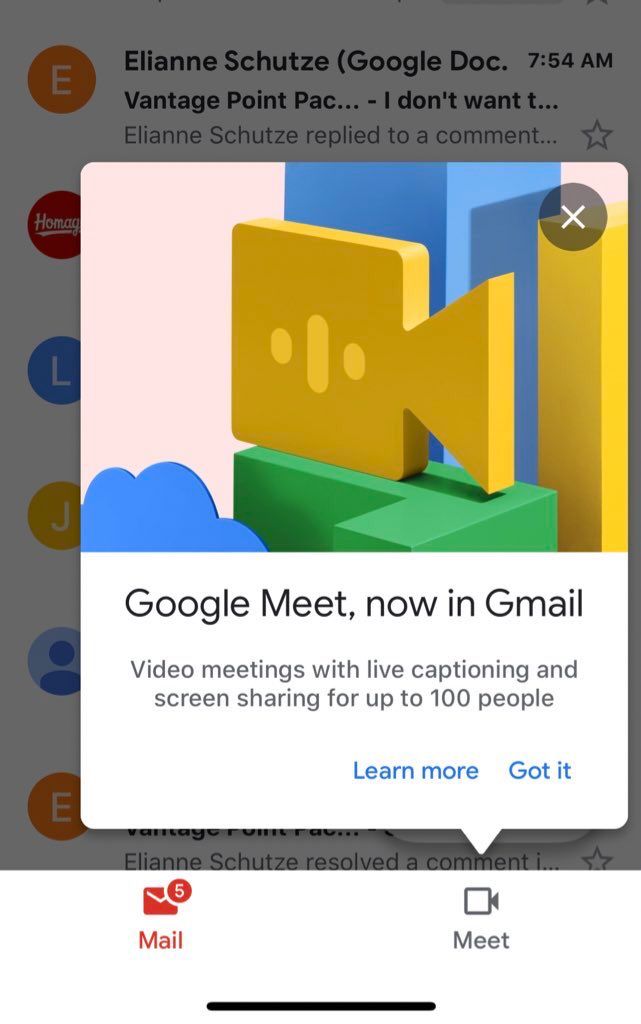 E
Elianne Schutze (Google Doc. 7:54 AM
Vantage Point Pac... - I don't want t...
Elianne Schutze replied to a comment...
Homag
L
J
Google Meet, now in Gmail
Video meetings with live captioning and
screen sharing for up to 100 people
Learn more Got it
E
Vantage Point Pac... -
Elianne Schutze resolved a comment i...
5
Mail Meet